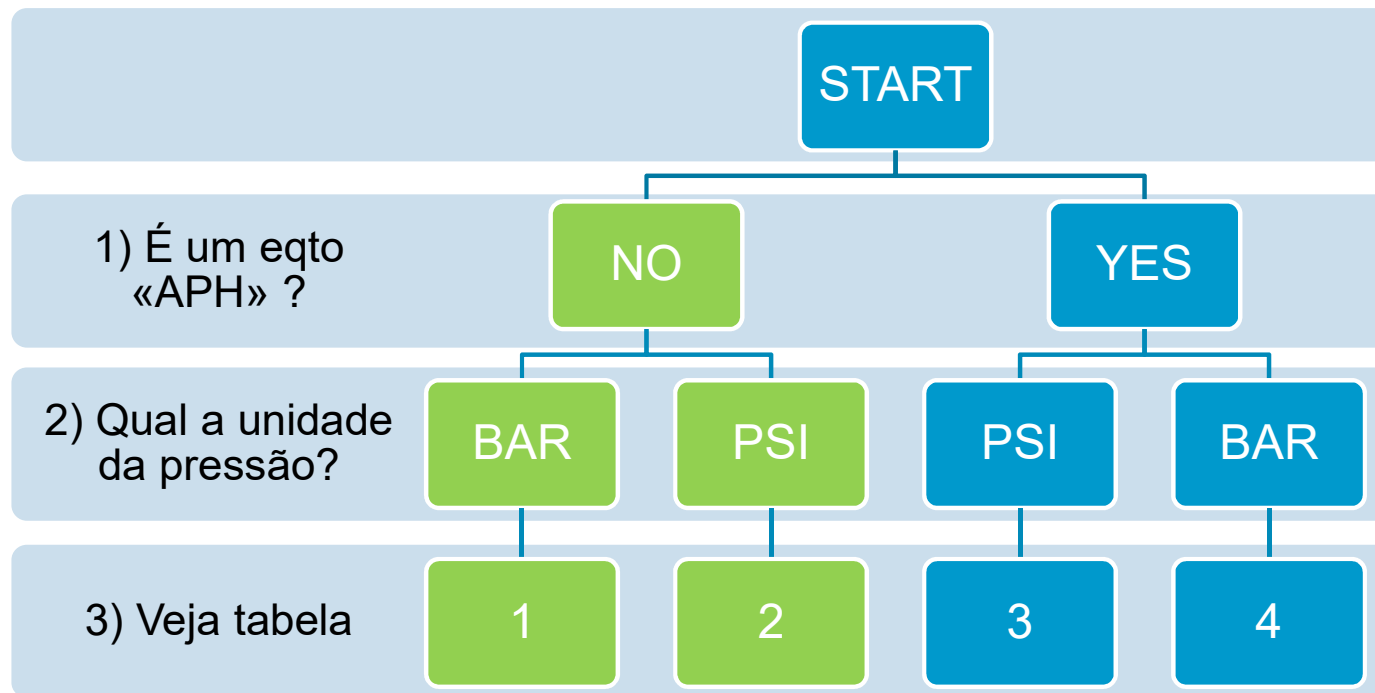 START
1) É um eqto
«APH» ?
NO
YES
2) Qual a unidade
da pressão?
BAR
PSI
PSI
BAR
3) Veja tabela
1
2
3
4